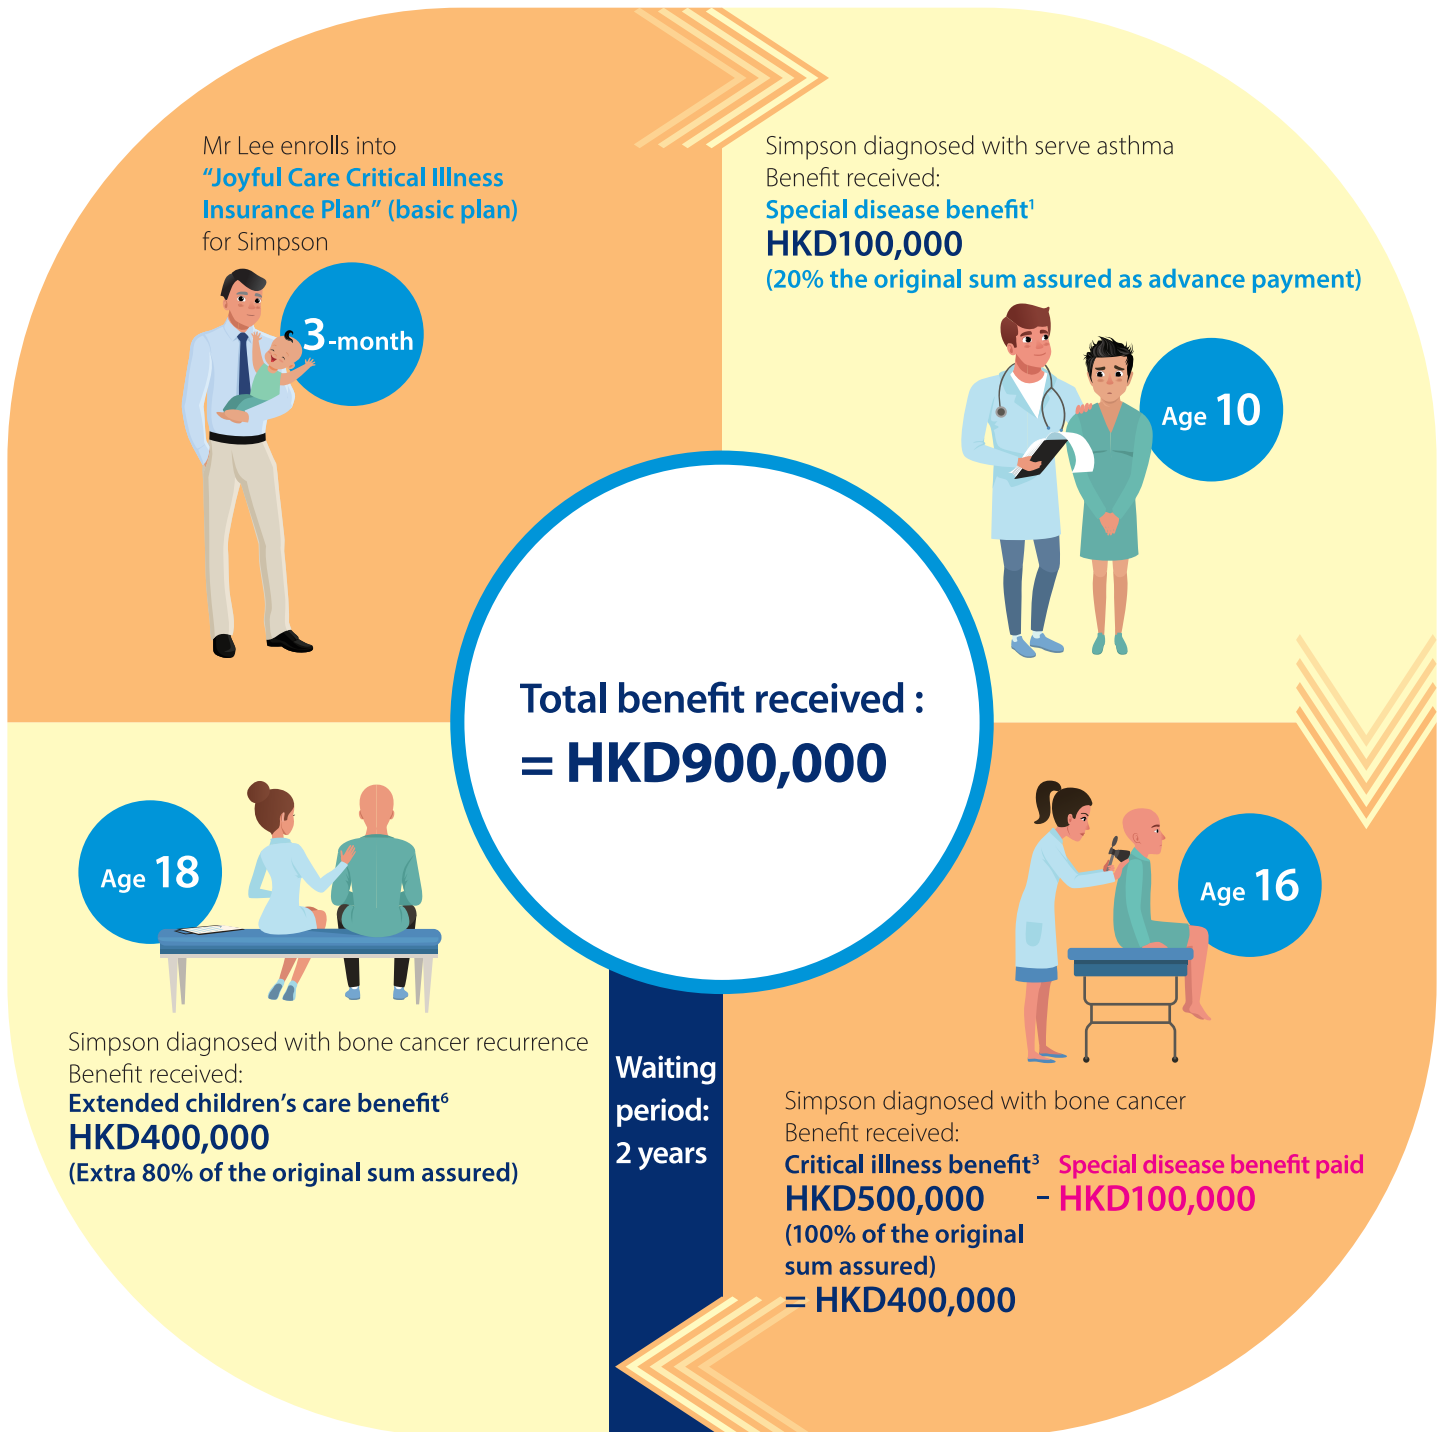 Mr Lee enrolls into
“Joyful Care Critical Illness
Insurance Plan” (basic plan)
for Simpson
3-month
Simpson diagnosed with serve asthma
Benefit received:
Special disease benefit¹
HKD100,000
(20% the original sum assured as advance payment)
Age 10
Total benefit received :
= HKD900,000
Age 16
Simpson diagnosed with bone cancer
Benefit received:
Critical illness benefit³ Special disease benefit paid
HKD500,000 – HKD100,000
(100% of the original
sum assured)
= HKD400,000
Waiting
period:
2 years
Age 18
Simpson diagnosed with bone cancer recurrence
Benefit received:
Extended children’s care benefit⁶
HKD400,000
(Extra 80% of the original sum assured)